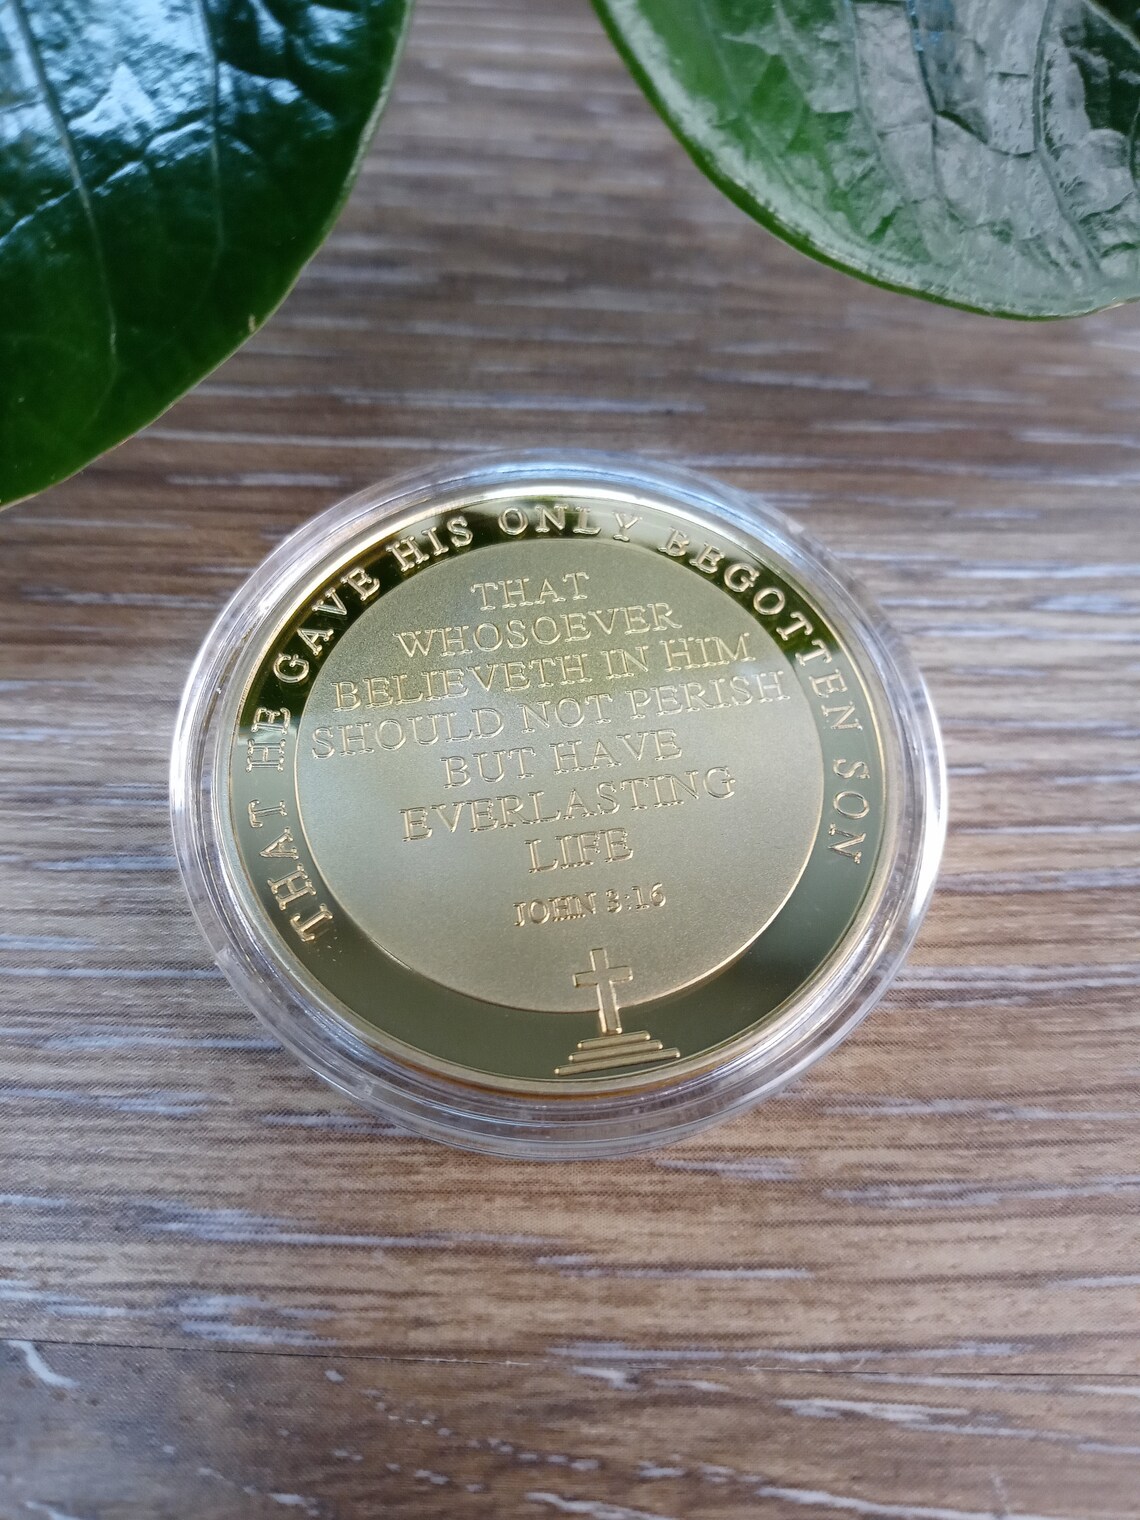 THAT HE GAVE HIS ONLY BEGOTTEN SON
THAT
WHOSOEVER
BELIEVETH IN HIM
SHOULD NOT PERISH
BUT HAVE
EVERLASTING
LIFE
JOHN 3:16